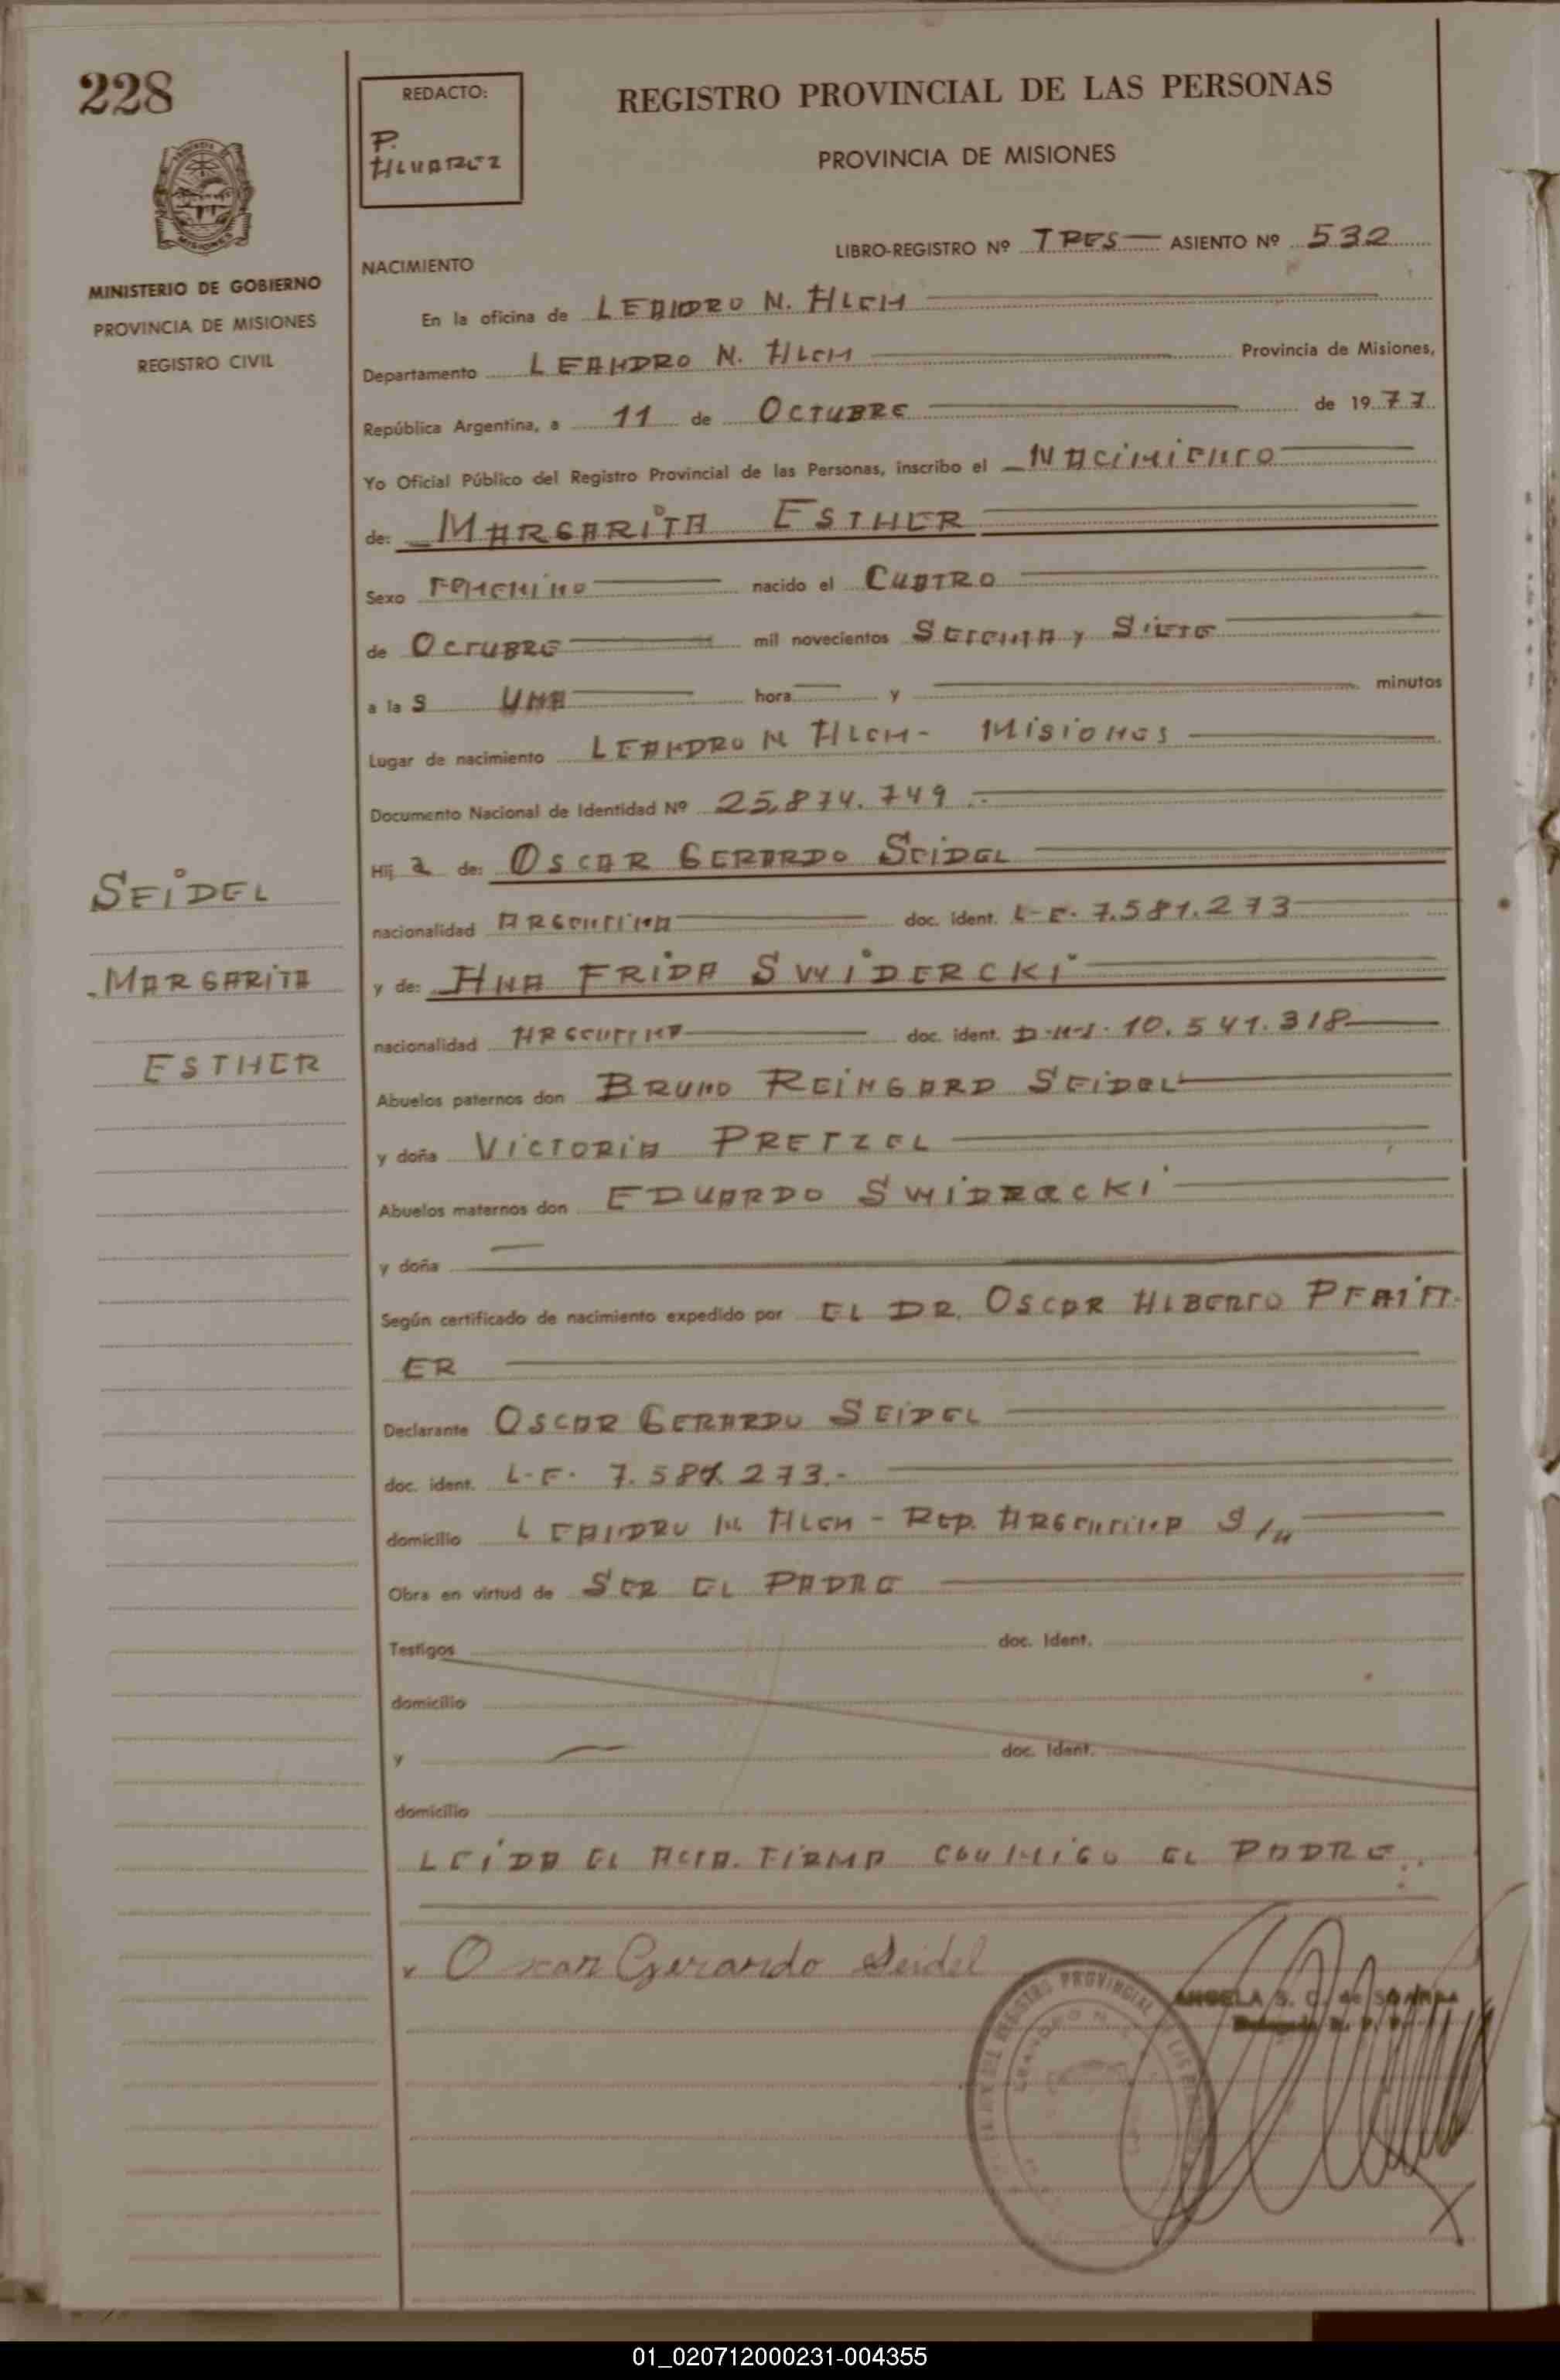 228
REDACTO:
P.
ALVAREZ
REGISTRO PROVINCIAL DE LAS PERSONAS
PROVINCIA DE MISIONES
MINISTERIO DE GOBIERNO
PROVINCIA DE MISIONES
REGISTRO CIVIL
LIBRO-REGISTRO Nº TRES ASIENTO Nº 532
NACIMIENTO
En la oficina de LEANDRO N. ALEM
Departamento LEANDRO N. ALEM Provincia de Misiones,
República Argentina, a 11 de OCTUBRE de 1977
Yo Oficial Público del Registro Provincial de las Personas, inscribo el NACIMIENTO
de: MARGARITA ESTHER
Sexo FEMENINO nacido el CUATRO
de OCTUBRE mil novecientos SETENTA y SIETE
a la S UNA hora y minutos
Lugar de nacimiento LEANDRO N ALEM - MISIONES
Documento Nacional de Identidad Nº 25.874.749.-
Hij a de: OSCAR GERARDO SEIDEL
nacionalidad ARGENTINA doc. ident. L-E. 7.581.273
y de: ANA FRIDA SWIDERCKI
nacionalidad ARGENTINA doc. ident. D.N.I. 10.541.318
Abuelos paternos don BRUNO REINGARD SEIDEL
y doña VICTORIA PRETZEL
Abuelos maternos don EDUARDO SWIDRACKI
y doña
Según certificado de nacimiento expedido por EL DR. OSCAR ALBERTO PFAIFF-
ER
Declarante OSCAR GERARDO SEIDEL
doc. ident. L-E. 7.581.273.-
domicilio LEANDRO N. ALEM - REP. ARGENTINA S/N
Obra en virtud de SER EL PADRE
Testigos doc. Ident.
domicilio
y doc. Ident.
domicilio
LEIDA EL ACTA. FIRMA CONMIGO EL PADRE.
SEIDEL
MARGARITA
ESTHER
x Oscar Gerardo Seidel
REGISTRO PROVINCIAL DE LAS
ANGELA S. C. de
01_020712000231-004355